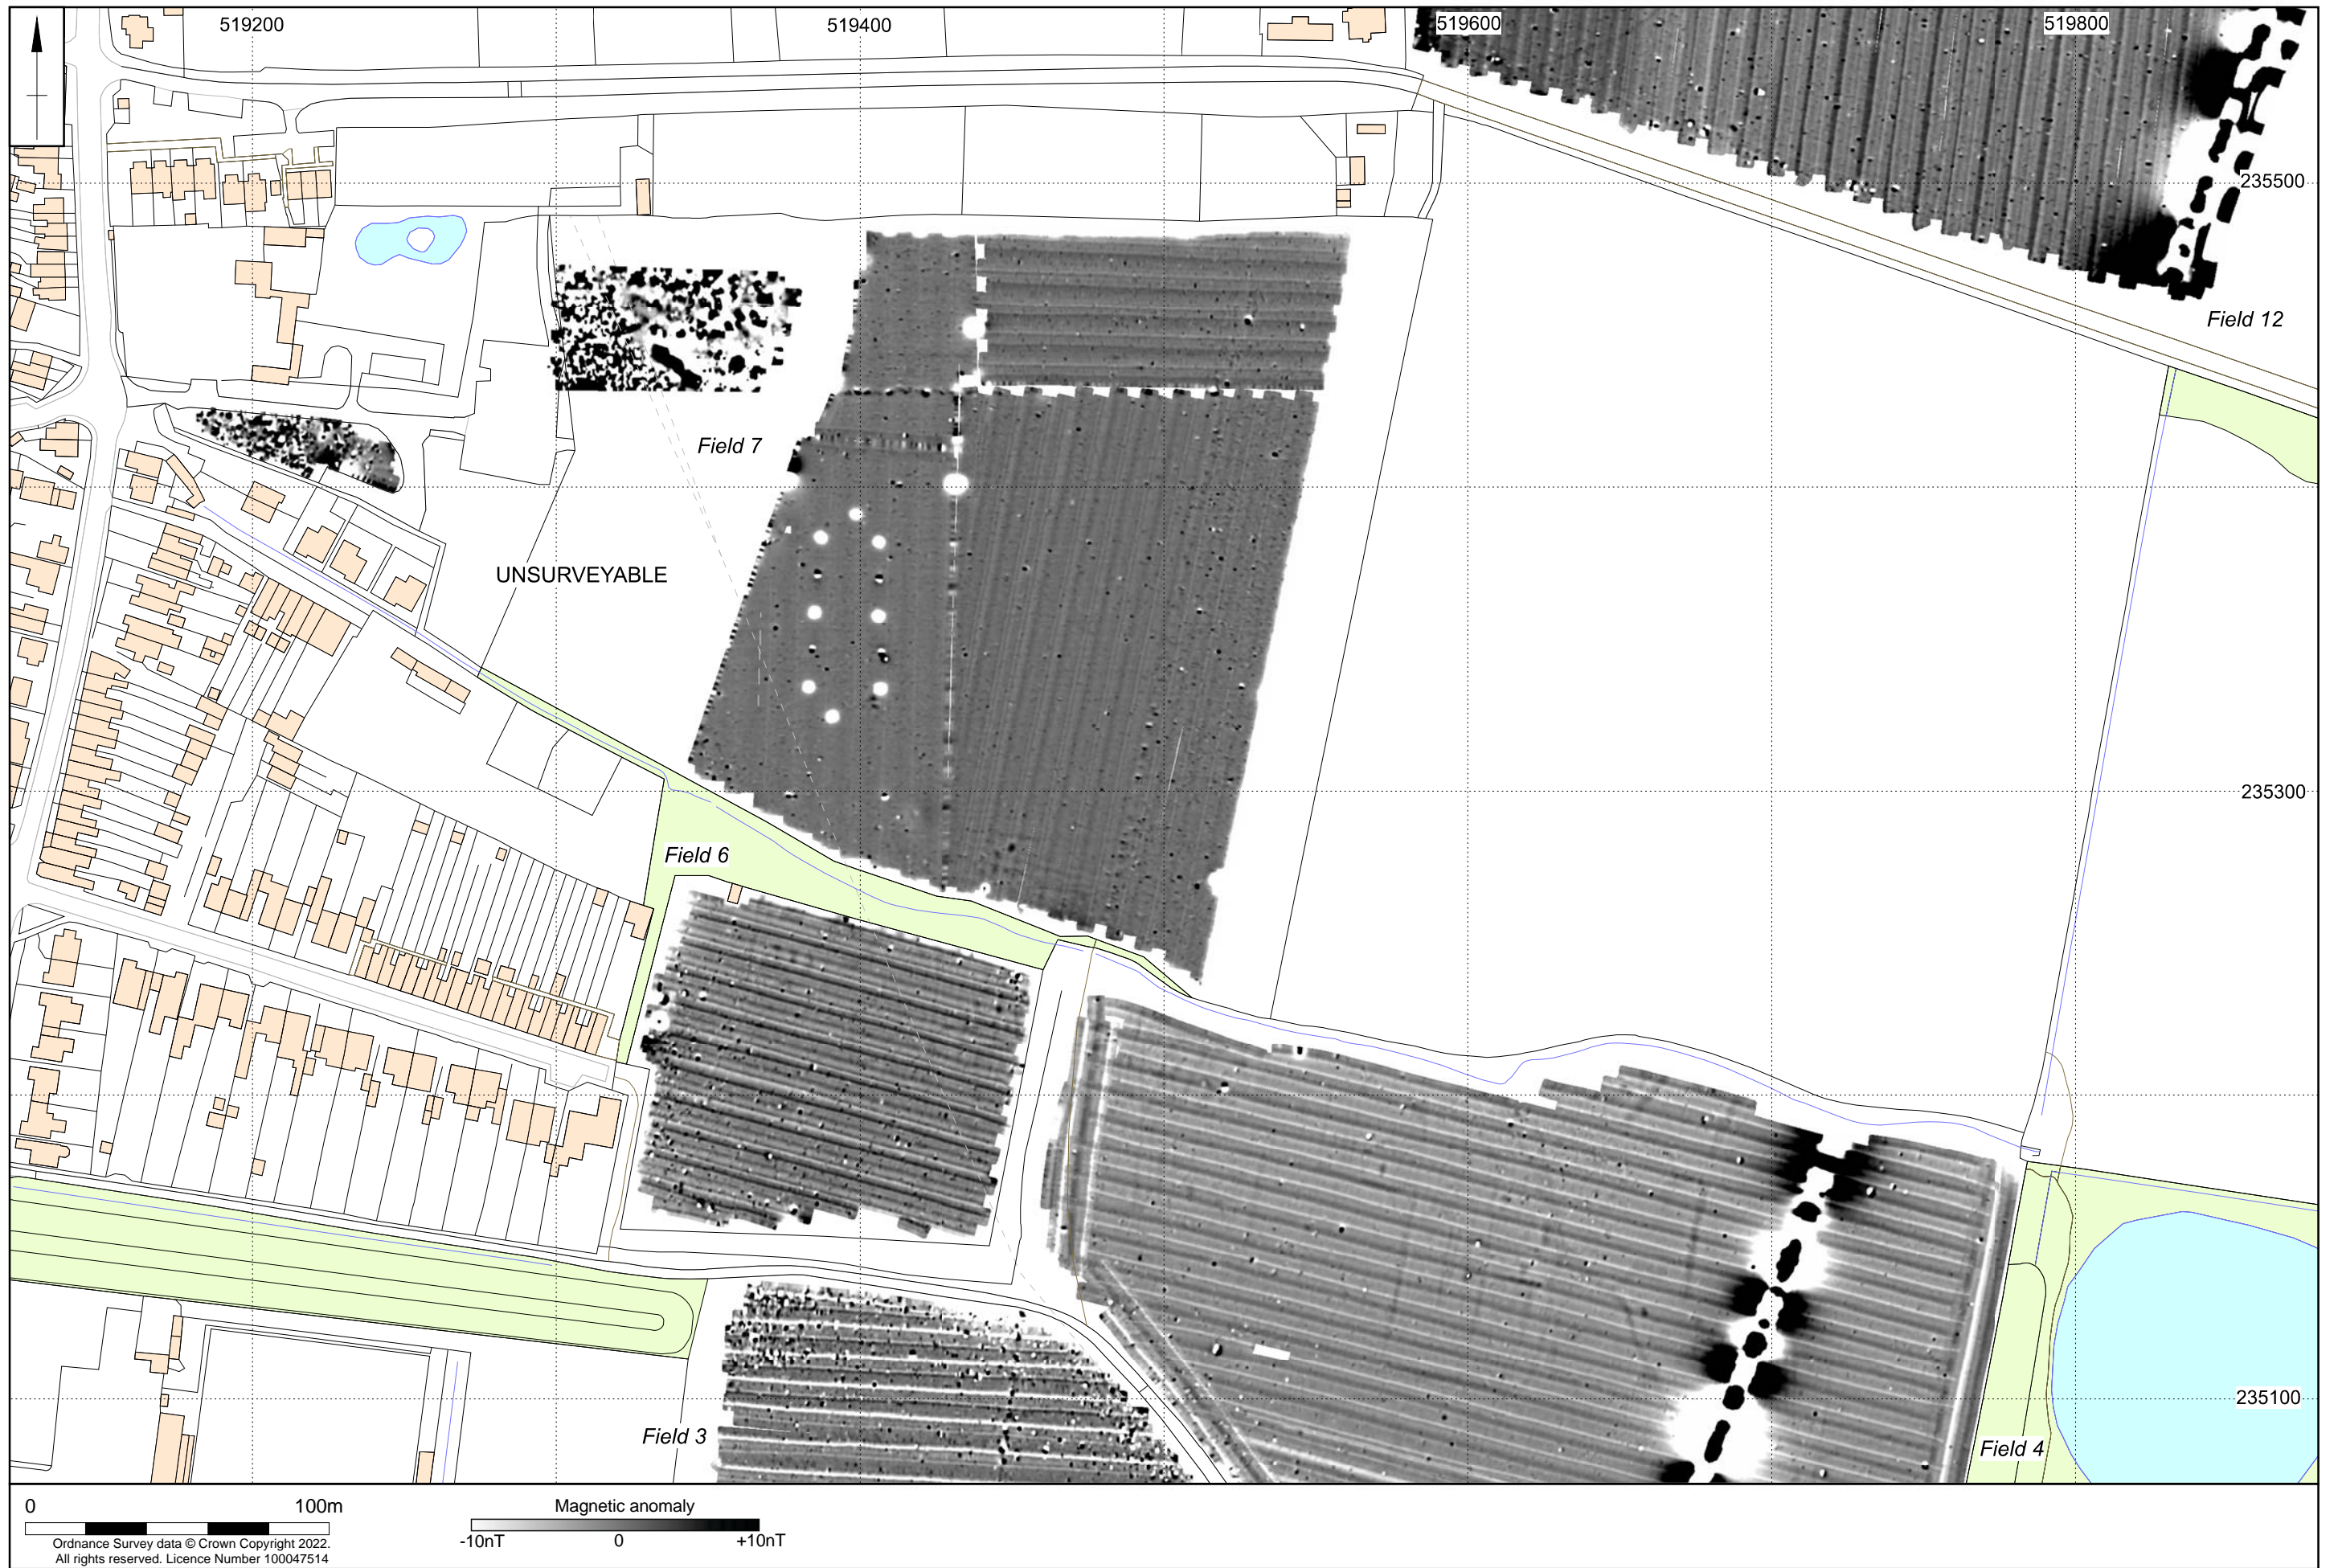 519200
519400
519600
519800
235500
Field 12
Field 7
UNSURVEYABLE
235300
Field 6
235100
Field 3
Field 4
0 100m
Ordnance Survey data © Crown Copyright 2022.
All rights reserved. Licence Number 100047514
Magnetic anomaly
-10nT 0 +10nT